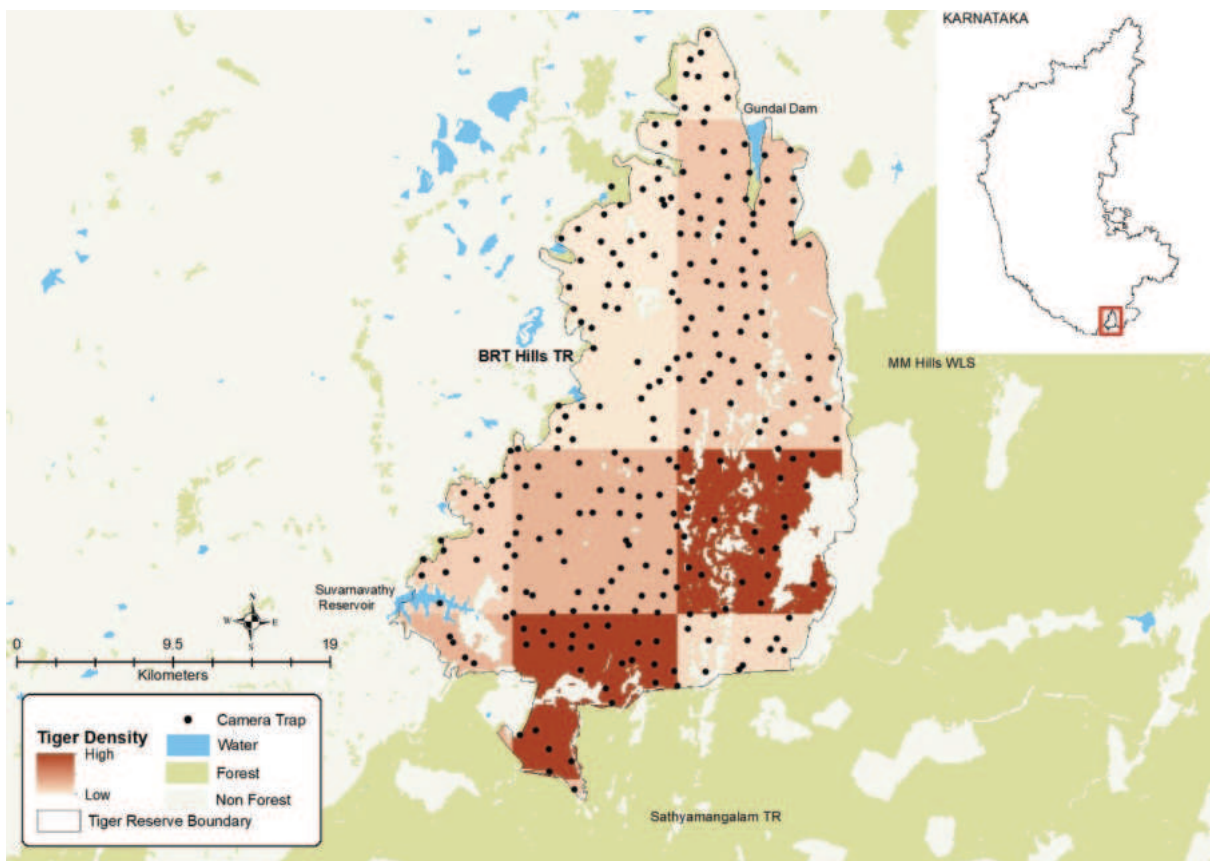 KARNATAKA
Gundal Dam
BRT Hills TR
MM Hills WLS
Suvarnavathy
Reservoir
N
W E
S
0 9.5 19
Kilometers
Tiger Density
High
Low
Tiger Reserve Boundary
Camera Trap
Water
Forest
Non Forest
Sathyamangalam TR